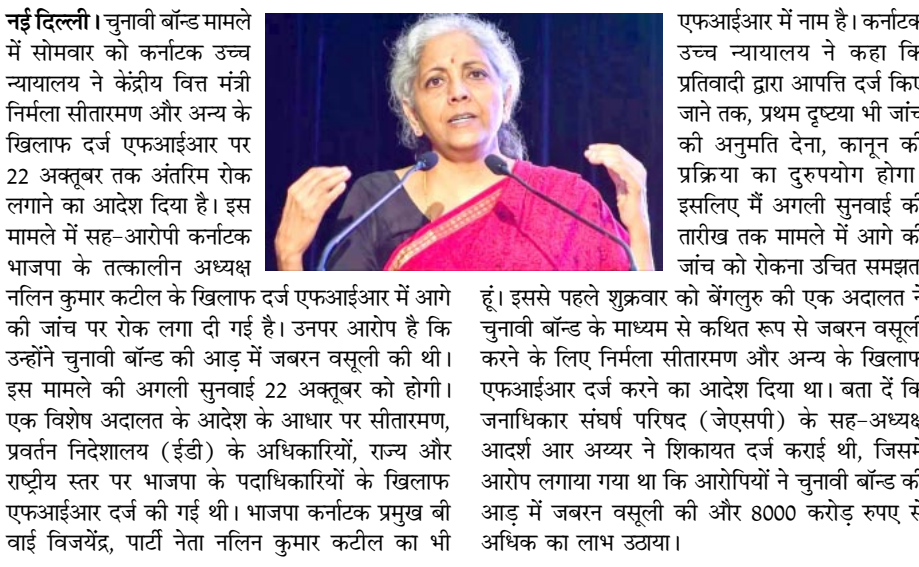 नई दिल्ली। चुनावी बॉन्ड मामले
में सोमवार को कर्नाटक उच्च
न्यायालय ने केंद्रीय वित्त मंत्री
निर्मला सीतारमण और अन्य के
खिलाफ दर्ज एफआईआर पर
22 अक्तूबर तक अंतरिम रोक
लगाने का आदेश दिया है। इस
मामले में सह-आरोपी कर्नाटक
भाजपा के तत्कालीन अध्यक्ष
नलिन कुमार कटील के खिलाफ दर्ज एफआईआर में आगे
की जांच पर रोक लगा दी गई है। उनपर आरोप है कि
उन्होंने चुनावी बॉन्ड की आड़ में जबरन वसूली की थी।
इस मामले की अगली सुनवाई 22 अक्तूबर को होगी।
एक विशेष अदालत के आदेश के आधार पर सीतारमण,
प्रवर्तन निदेशालय (ईडी) के अधिकारियों, राज्य और
राष्ट्रीय स्तर पर भाजपा के पदाधिकारियों के खिलाफ
एफआईआर दर्ज की गई थी। भाजपा कर्नाटक प्रमुख बी
वाई विजयेंद्र, पार्टी नेता नलिन कुमार कटील का भी
एफआईआर में नाम है। कर्नाटक
उच्च न्यायालय ने कहा कि
प्रतिवादी द्वारा आपत्ति दर्ज किए
जाने तक, प्रथम दृष्टया भी जांच
की अनुमति देना, कानून की
प्रक्रिया का दुरुपयोग होगा
इसलिए मैं अगली सुनवाई की
तारीख तक मामले में आगे की
जांच को रोकना उचित समझता
हूं। इससे पहले शुक्रवार को बेंगलुरु की एक अदालत ने
चुनावी बॉन्ड के माध्यम से कथित रूप से जबरन वसूली
करने के लिए निर्मला सीतारमण और अन्य के खिलाफ
एफआईआर दर्ज करने का आदेश दिया था। बता दें कि
जनाधिकार संघर्ष परिषद (जेएसपी) के सह-अध्यक्ष
आदर्श आर अय्यर ने शिकायत दर्ज कराई थी, जिसमें
आरोप लगाया गया था कि आरोपियों ने चुनावी बॉन्ड की
आड़ में जबरन वसूली की और 8000 करोड़ रुपए से
अधिक का लाभ उठाया।